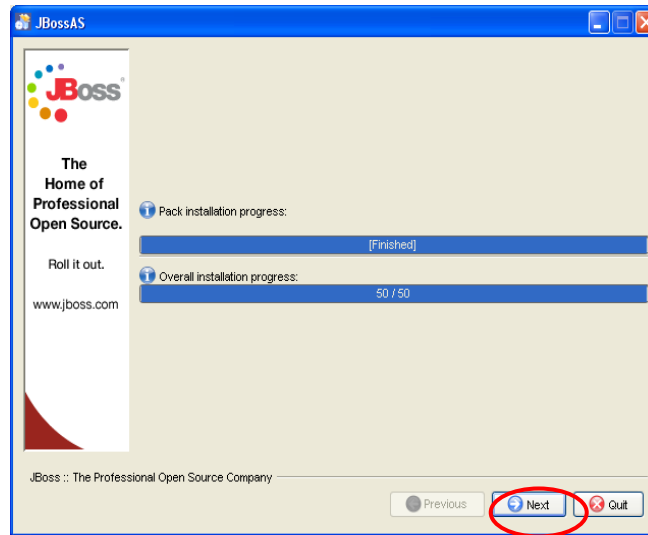 JBossAS
JBoss®
The
Home of
Professional
Open Source.
Roll it out.
www.jboss.com
Pack installation progress:
[Finished]
Overall installation progress:
50 / 50
JBoss :: The Professional Open Source Company
Previous
Next
Quit